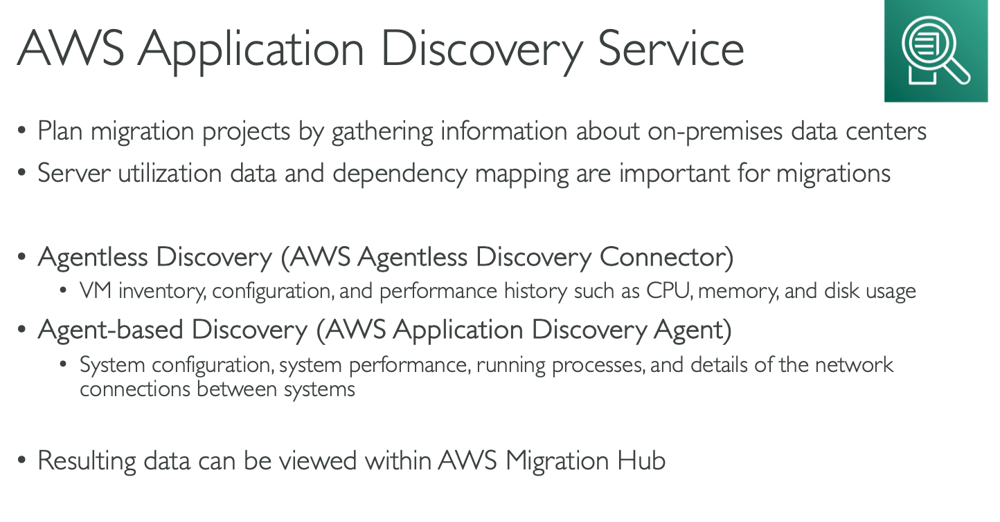 AWS Application Discovery Service
• Plan migration projects by gathering information about on-premises data centers
• Server utilization data and dependency mapping are important for migrations
• Agentless Discovery (AWS Agentless Discovery Connector)
• VM inventory, configuration, and performance history such as CPU, memory, and disk usage
• Agent-based Discovery (AWS Application Discovery Agent)
• System configuration, system performance, running processes, and details of the network
connections between systems
• Resulting data can be viewed within AWS Migration Hub